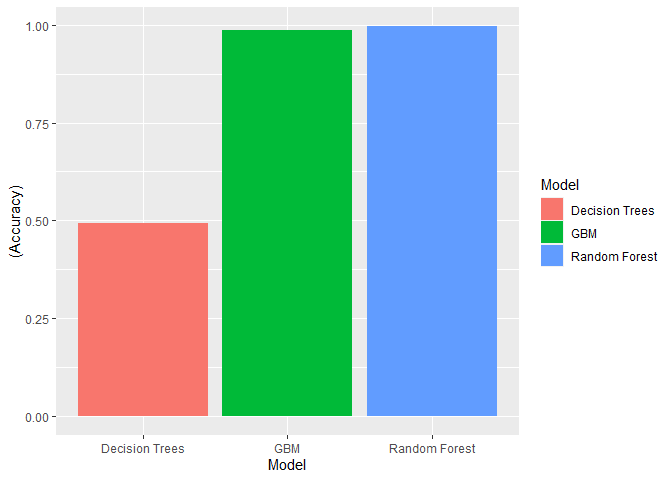 1.00
0.75
0.50
0.25
0.00
(Accuracy)
Decision Trees
GBM
Random Forest
Model
Model
Decision Trees
GBM
Random Forest